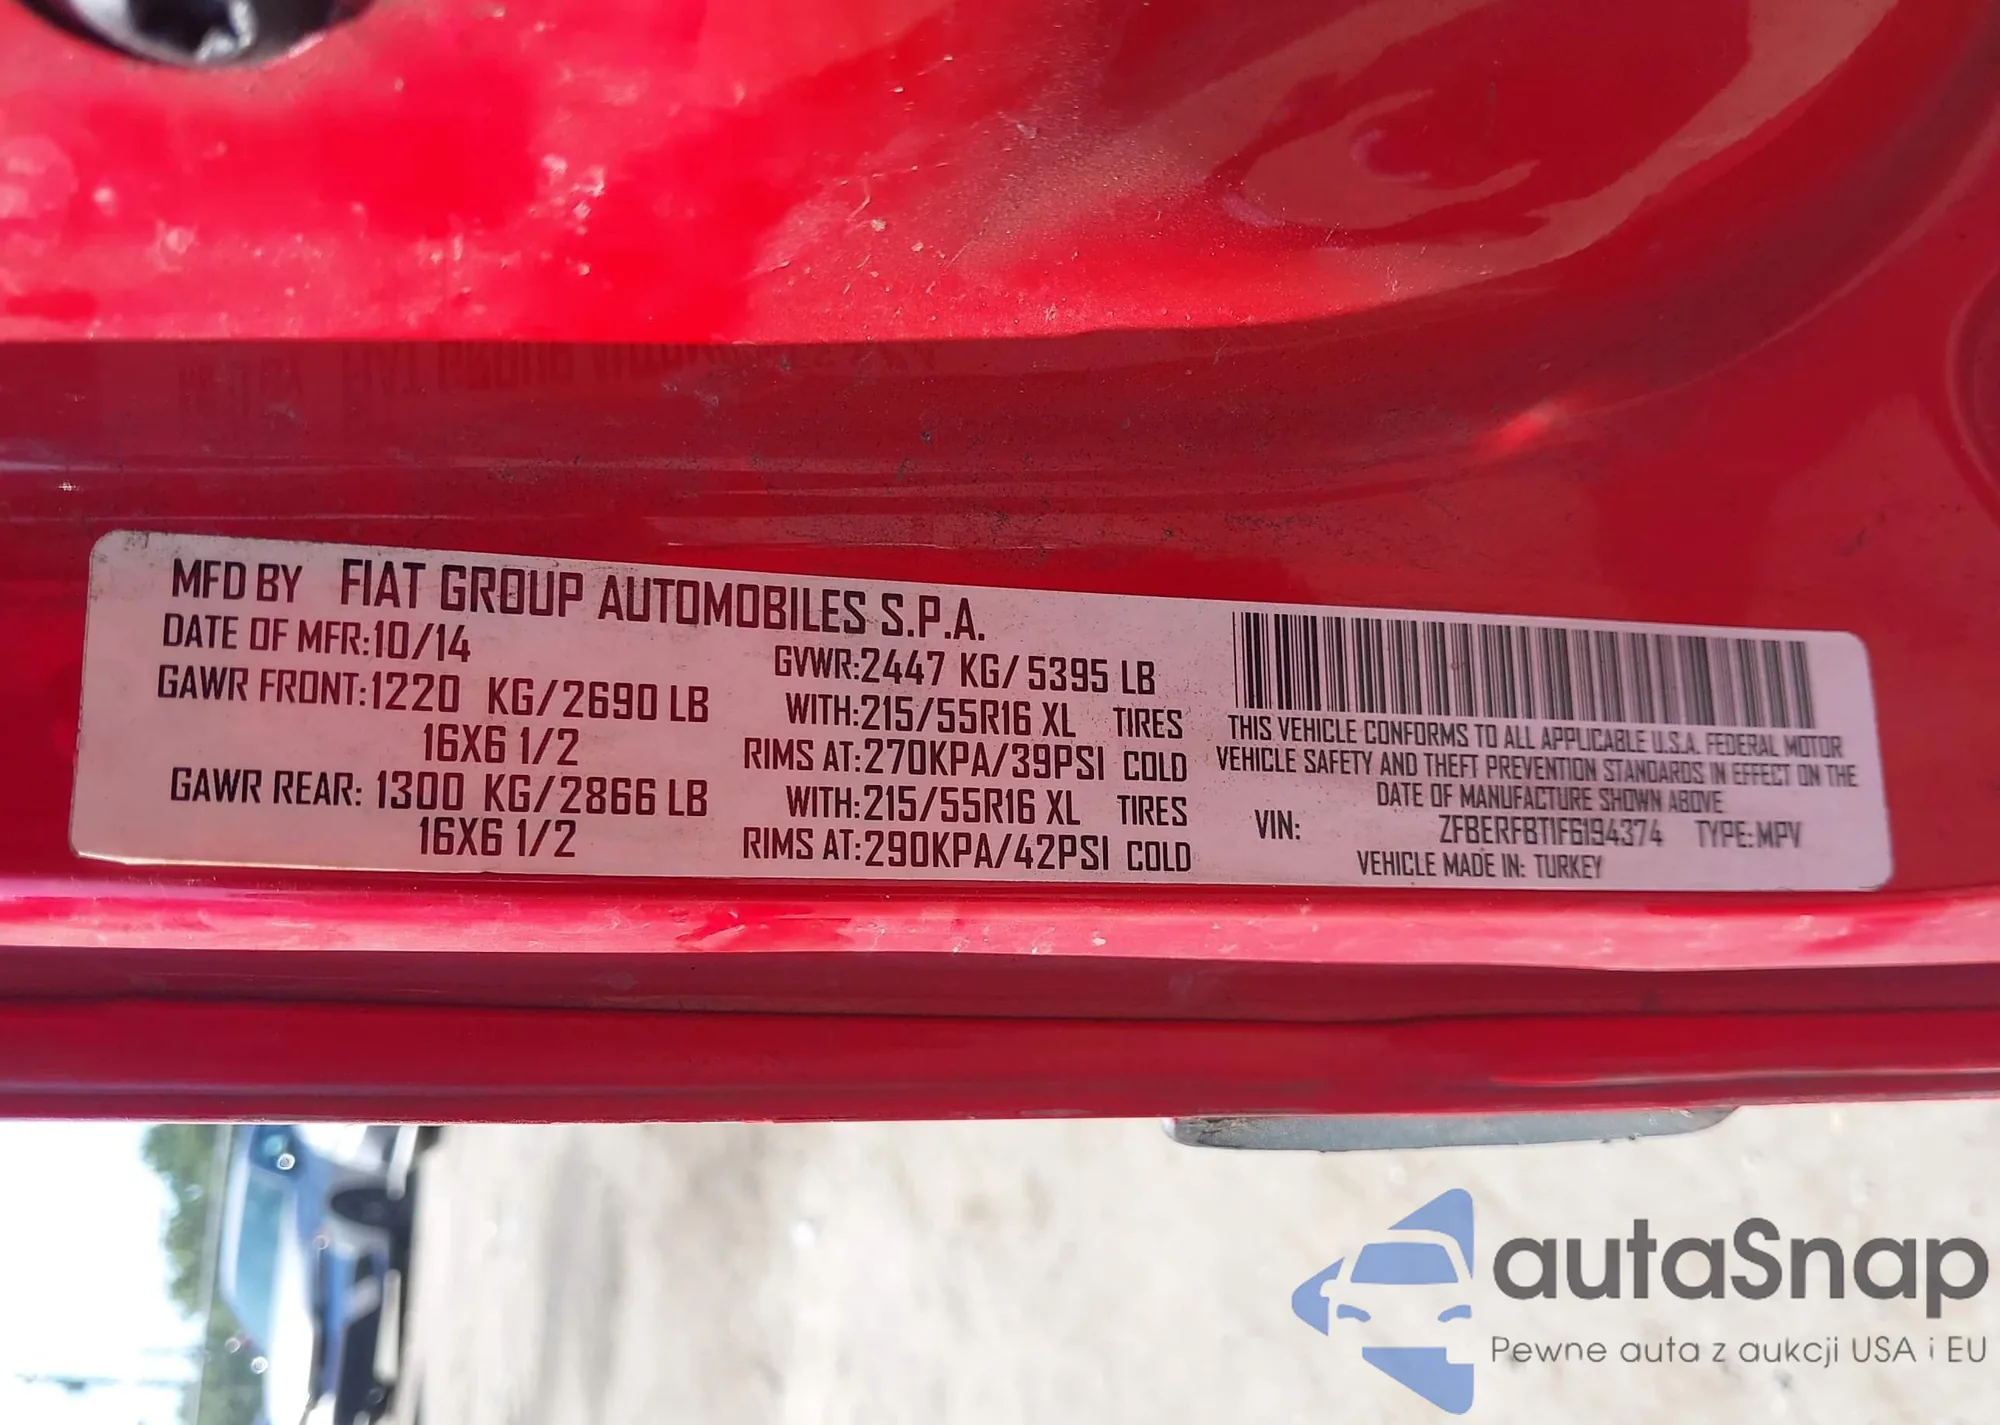 MFD BY FIAT GROUP AUTOMOBILES S.P.A.
DATE OF MFR:10/14
GVWR:2447 KG/5395 LB
GAWR FRONT:1220 KG/2690 LB
WITH:215/55R16 XL TIRES
16X6 1/2
RIMS AT:270KPA/39PSI COLD
GAWR REAR: 1300 KG/2866 LB
WITH:215/55R16 XL TIRES
16X6 1/2
RIMS AT:290KPA/42PSI COLD
THIS VEHICLE CONFORMS TO ALL APPLICABLE U.S.A. FEDERAL MOTOR
VEHICLE SAFETY AND THEFT PREVENTION STANDARDS IN EFFECT ON THE
DATE OF MANUFACTURE SHOWN ABOVE
VIN: ZFBERFBT1F6194374 TYPE:MPV
VEHICLE MADE IN: TURKEY
autaSnap
Pewne auta z aukcji USA i EU